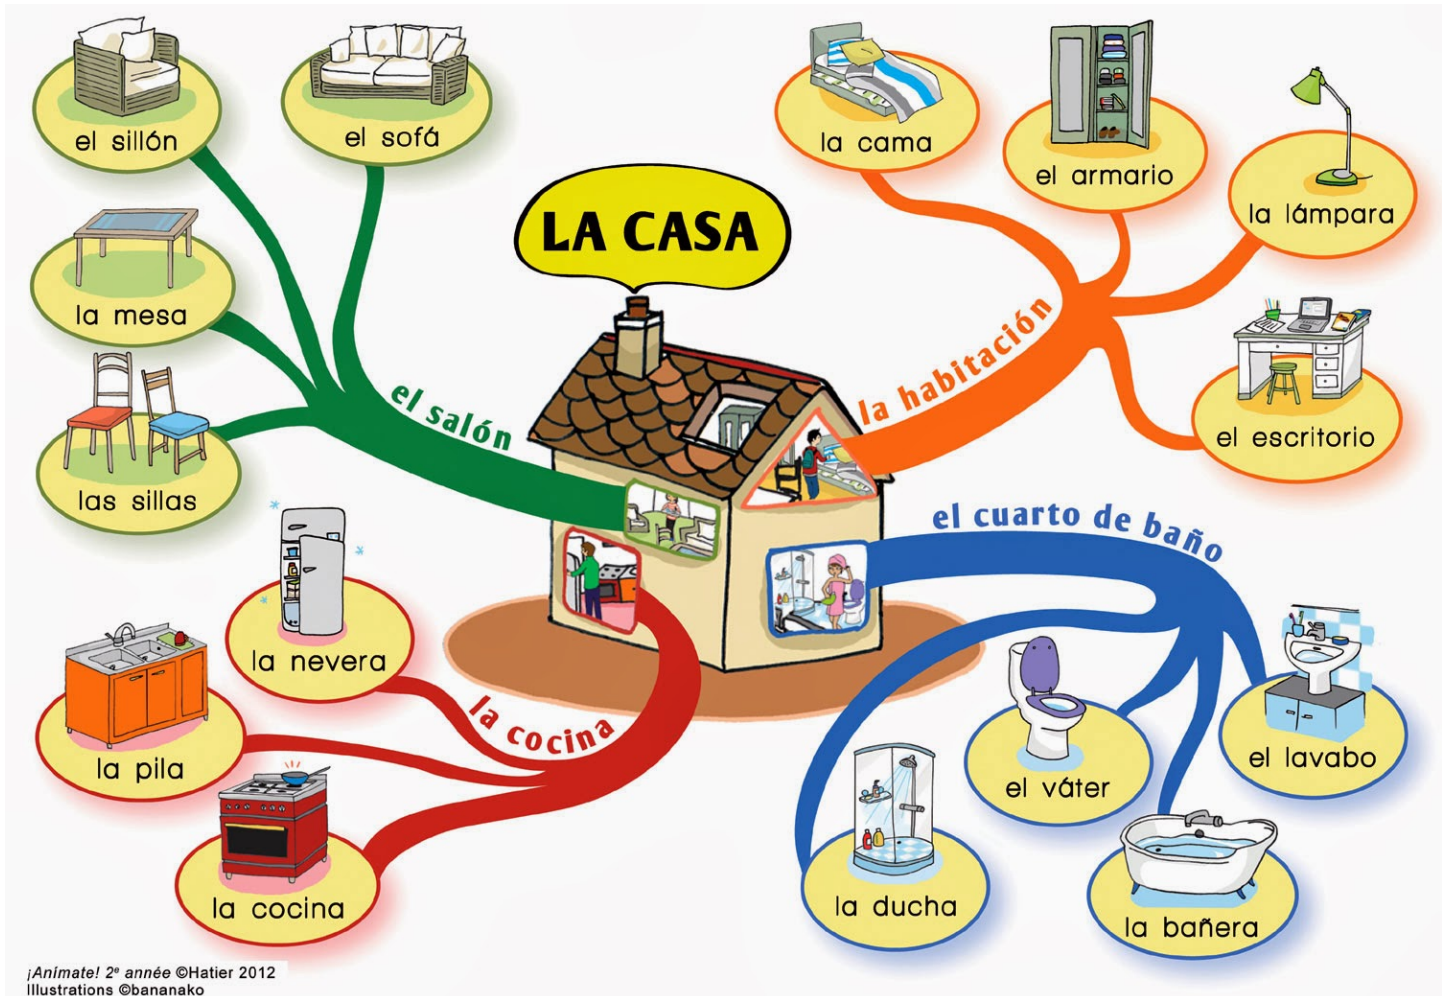 LA CASA
el salón
el sillón
el sofá
la mesa
las sillas
la habitación
la cama
el armario
la lámpara
el escritorio
la cocina
la nevera
la pila
la cocina
el cuarto de baño
la ducha
el váter
la bañera
el lavabo
¡Anímate! 2ᵉ année ©Hatier 2012
Illustrations ©bananako